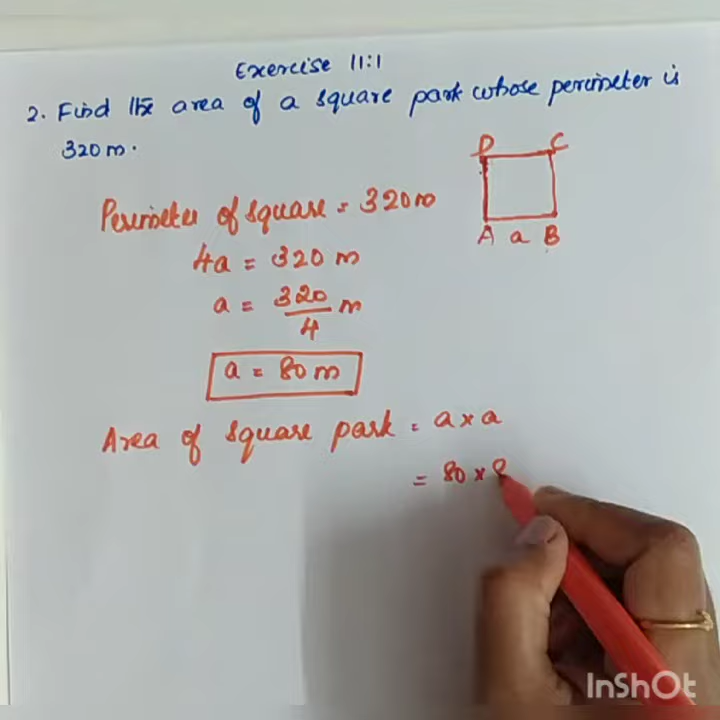 Exercise 11:1
2. Find the area of a square park whose perimeter is
320 m.
D C
A a B
Perimeter of square = 320m
4a = 320 m
a = 320/4 m
a = 80 m
Area of square park = a x a
= 80 x 8
InShOt